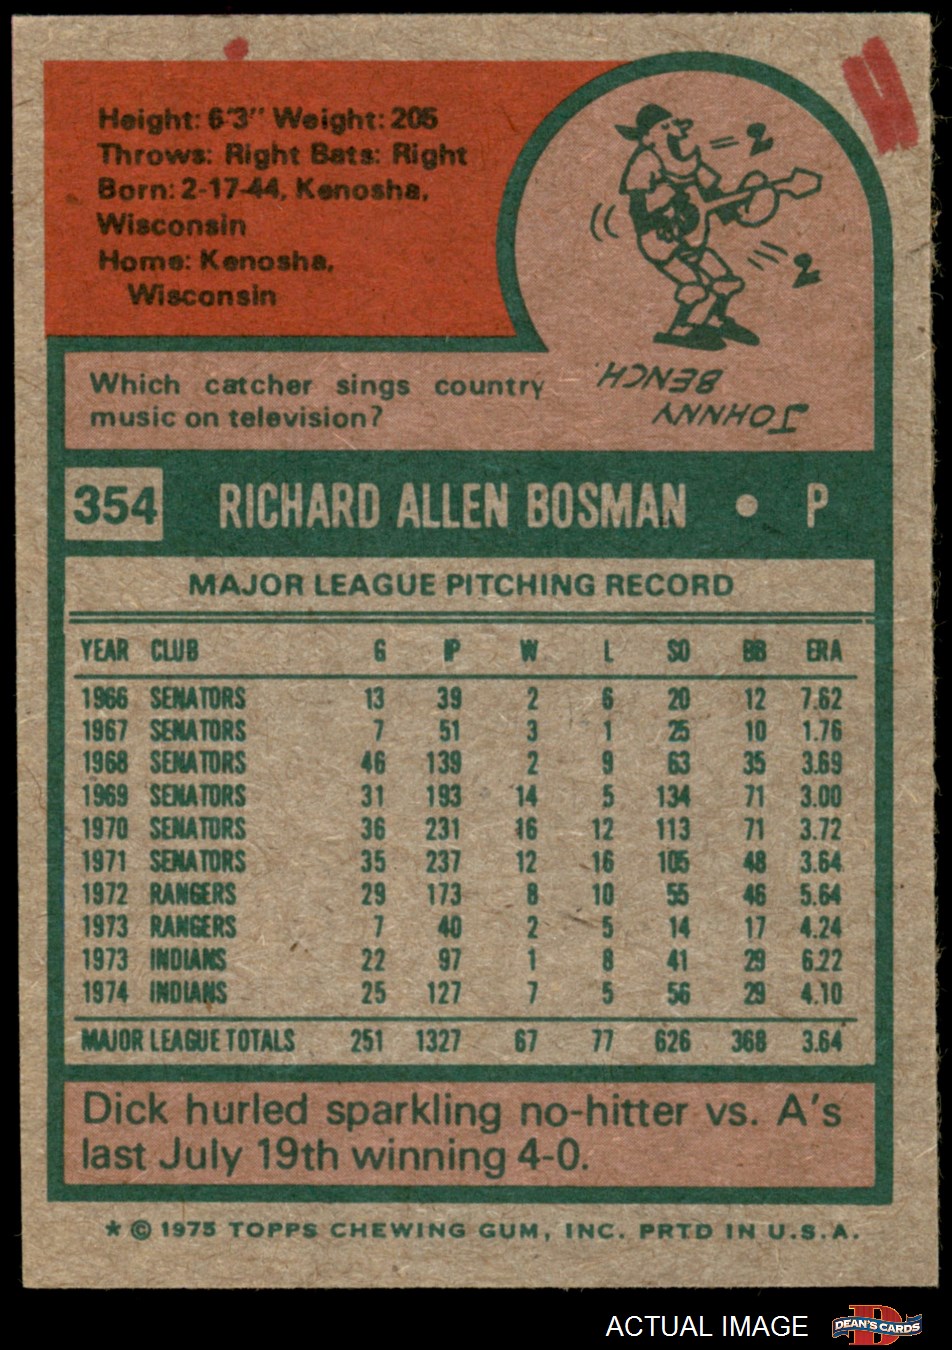 Height: 6'3" Weight: 205
Throws: Right Bats: Right
Born: 2-17-44, Kenosha,
Wisconsin
Home: Kenosha,
Wisconsin
2
2
Which catcher sings country
music on television?
JOHNNY
BENCH.
354 RICHARD ALLEN BOSMAN • P
MAJOR LEAGUE PITCHING RECORD
YEAR CLUB G IP W L SO BB ERA
1966 SENATORS 13 39 2 6 20 12 7.62
1967 SENATORS 7 51 3 1 25 10 1.76
1968 SENATORS 46 139 2 9 63 35 3.69
1969 SENATORS 31 193 14 5 134 71 3.00
1970 SENATORS 36 231 16 12 113 71 3.72
1971 SENATORS 35 237 12 16 105 48 3.64
1972 RANGERS 29 173 8 10 55 46 5.64
1973 RANGERS 7 40 2 5 14 17 4.24
1973 INDIANS 22 97 1 8 41 29 6.22
1974 INDIANS 25 127 7 5 56 29 4.10
MAJOR LEAGUE TOTALS 251 1327 67 77 626 368 3.64
Dick hurled sparkling no-hitter vs. A's
last July 19th winning 4-0.
* © 1975 TOPPS CHEWING GUM, INC. PRTD IN U.S.A.
ACTUAL IMAGE
DEAN'S CARDS